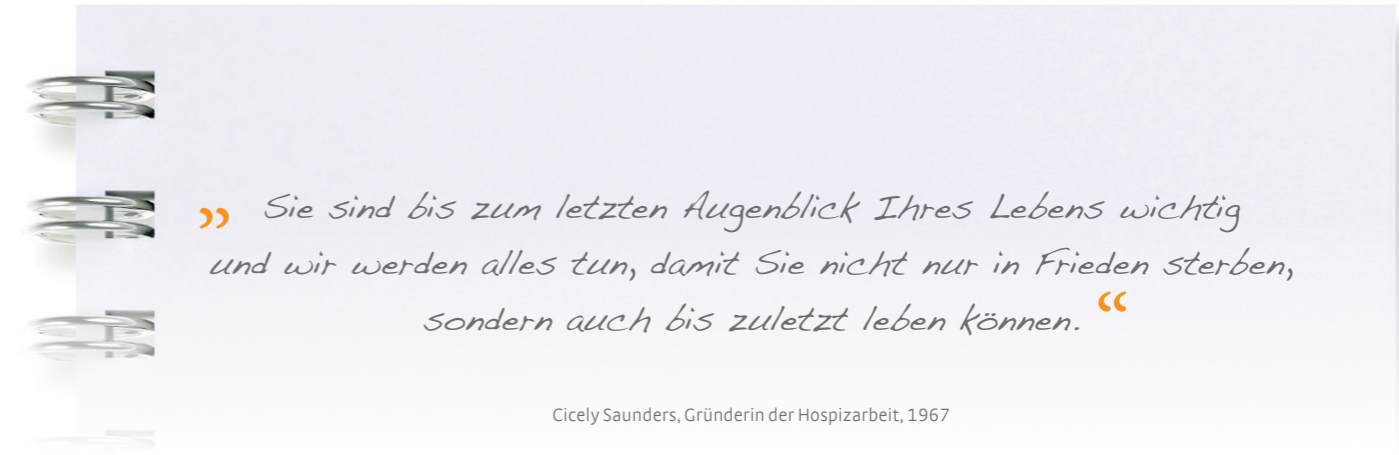 ” Sie sind bis zum letzten Augenblick Ihres Lebens wichtig
und wir werden alles tun, damit Sie nicht nur in Frieden sterben,
sondern auch bis zuletzt leben können. “
Cicely Saunders, Gründerin der Hospizarbeit, 1967